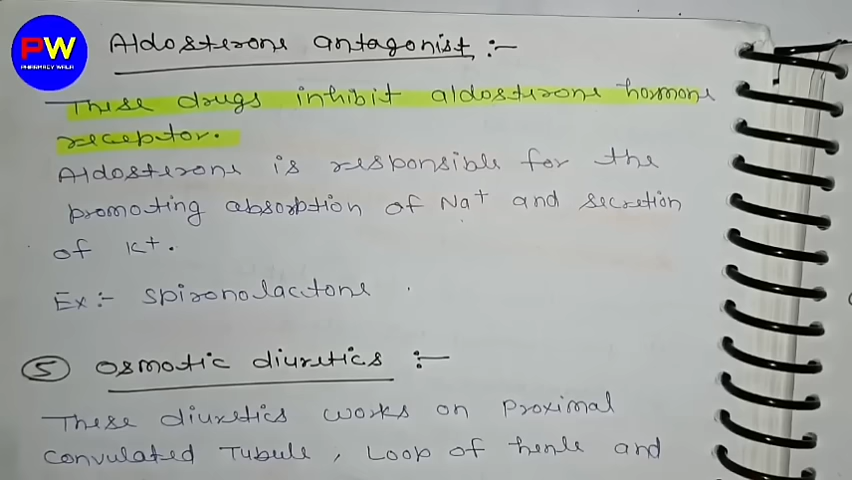 PW
PHARMACY WALA
Aldosterone antagonist :-
These drugs inhibit aldosterone hormone
receptor.
Aldosterone is responsible for the
promoting absorption of Na+ and secretion
of K+.
Ex:- spironolactone .
⑤ osmotic diuretics :-
These diuretics works on Proximal
convulated Tubule , Loop of henle and